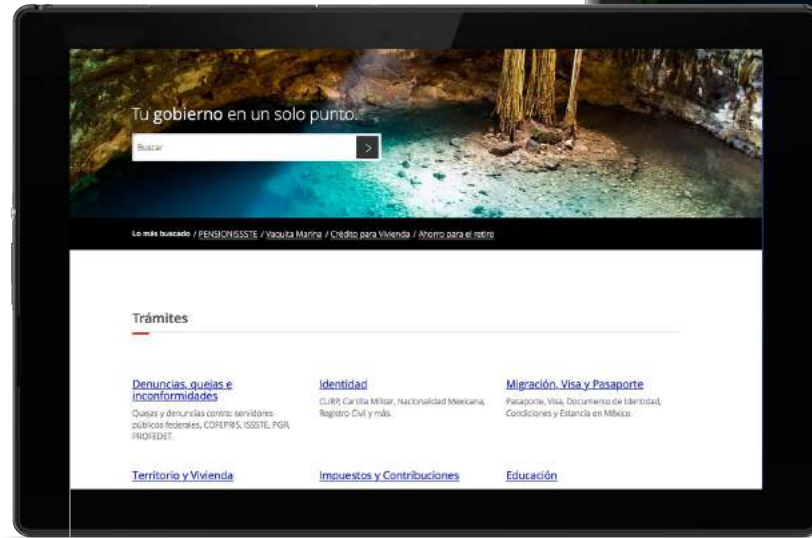 Tu gobierno en un solo punto.
Buscar
Lo más buscado / PENSIONISSSTE / Vaquita Marina / Crédito para Vivienda / Ahorro para el retiro
Trámites
Denuncias, quejas e
inconformidades
Quejas y denuncias contra: servidores
públicos federales, COFEPRIS, ISSSTE, PGR,
PROFEDET.
Identidad
CURP, Cartilla Militar, Nacionalidad Mexicana,
Registro Civil y más.
Migración, Visa y Pasaporte
Pasaporte, Visa, Documento de Identidad,
Condiciones y Estancia en México.
Territorio y Vivienda
Impuestos y Contribuciones
Educación